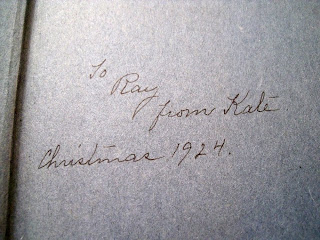 To
Ray
from Kate
Christmas 1924.